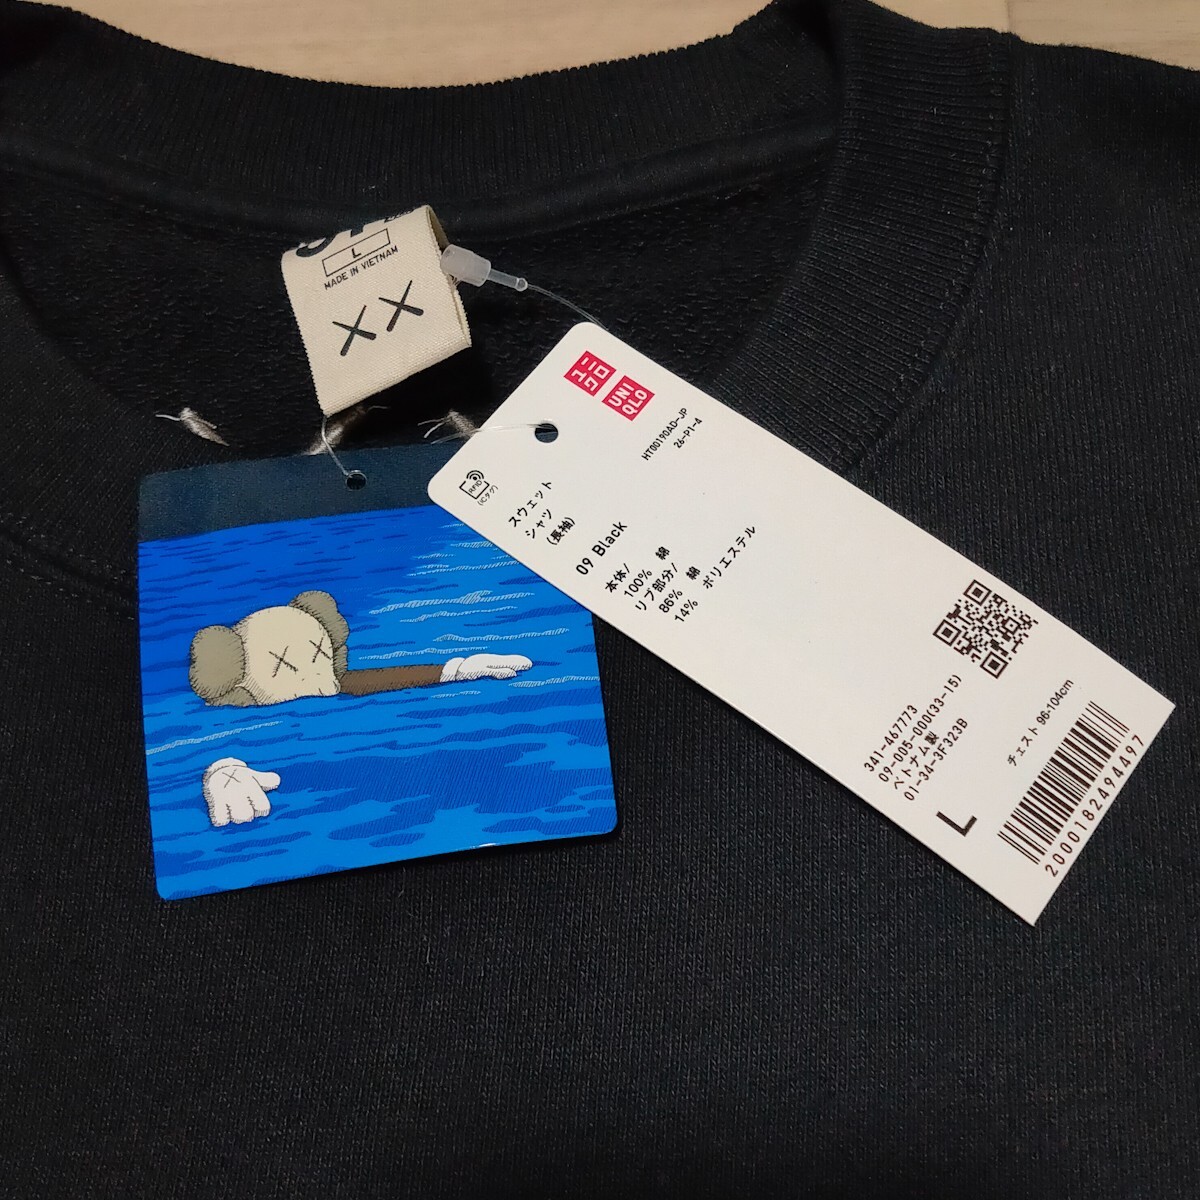 L
MADE IN VIETNAM
XX
ユニ
クロ
UNI
QLO
HT00190AD-JP
26-P1-4
RFID
(ICタグ)
スウェット
シャツ
(長袖)
09 Black
本体/
100% 綿
リブ部分/
86% 綿
14% ポリエステル
341-467773
09-005-000(33-15)
ベトナム製
01-34-3F323B
L
チェスト 96-104cm
2000182494497